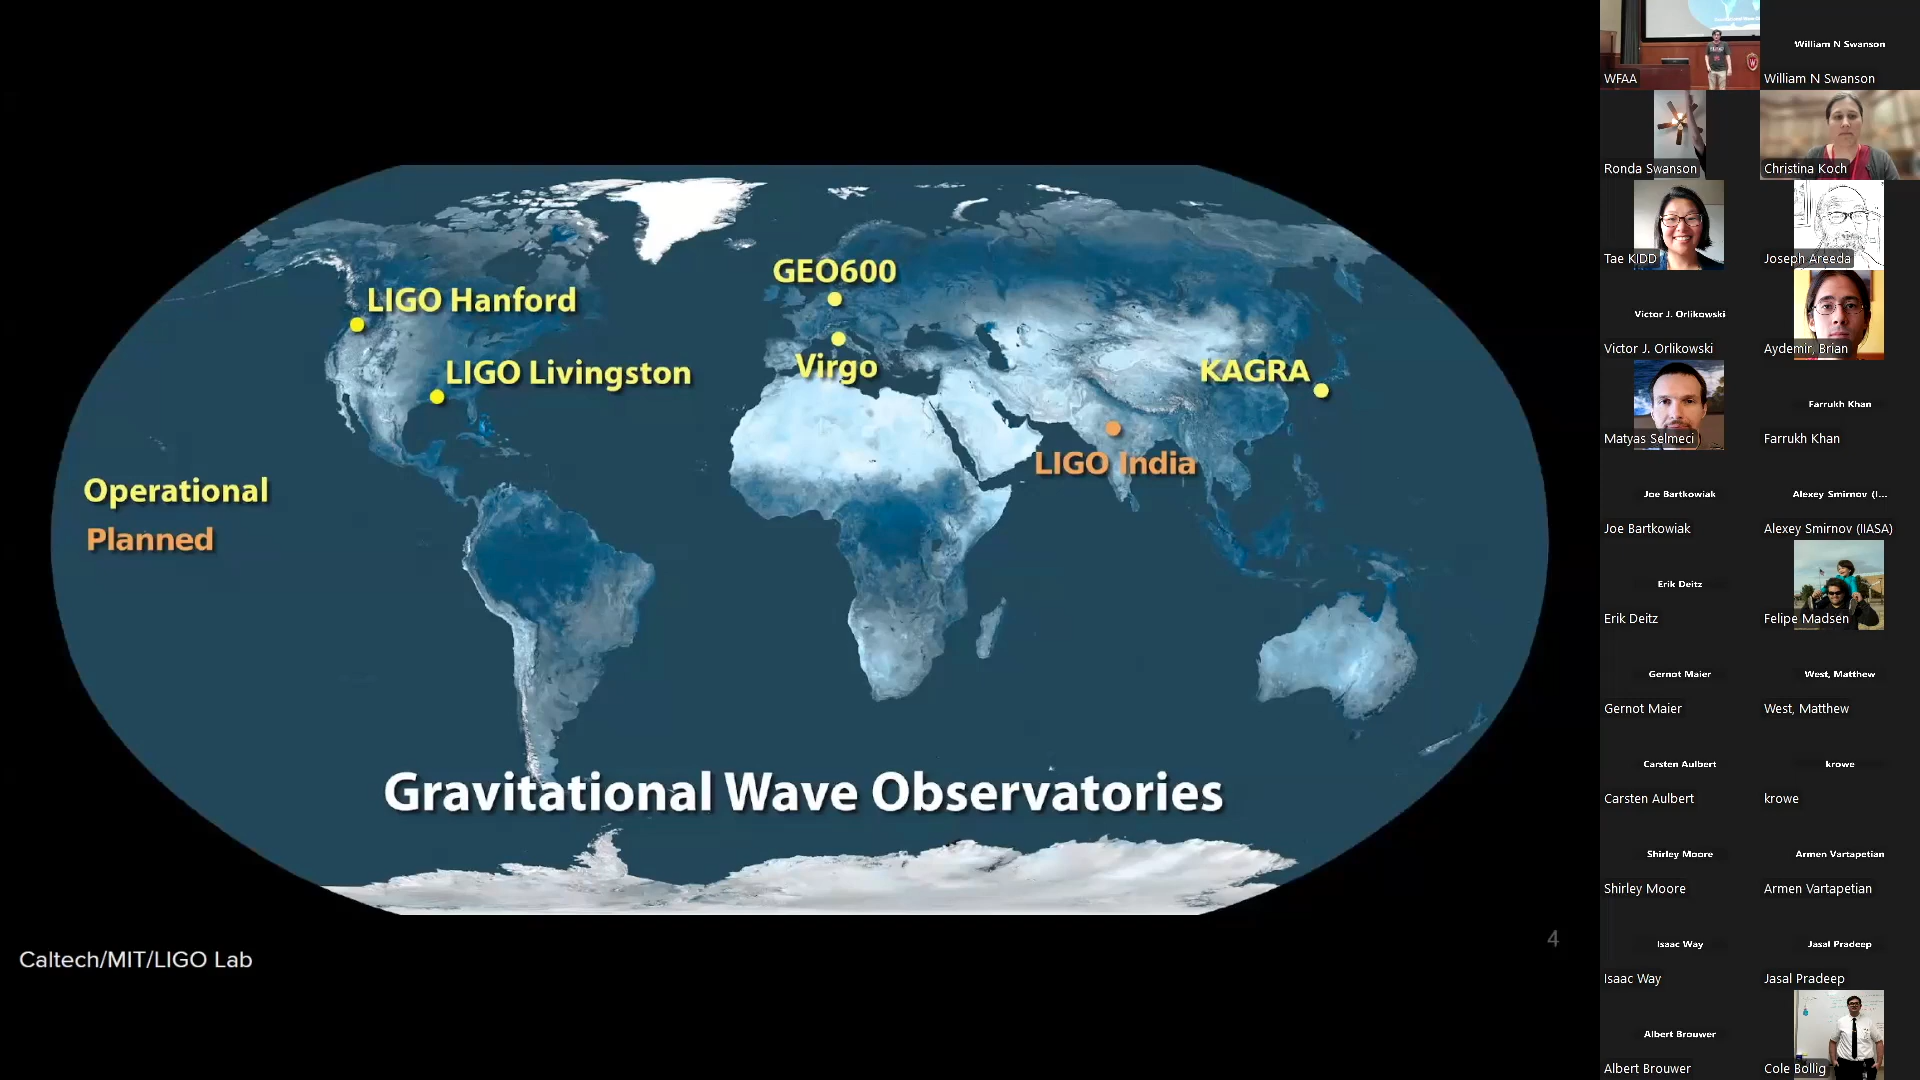 GEO600
LIGO Hanford
Virgo
LIGO Livingston
KAGRA
LIGO India
Operational
Planned
Gravitational Wave Observatories
Caltech/MIT/LIGO Lab
4
WFAA
William N Swanson
William N Swanson
Ronda Swanson
Christina Koch
Tae KIDD
Joseph Areeda
Victor J. Orlikowski
Victor J. Orlikowski
Aydemir, Brian
Matyas Selmeci
Farrukh Khan
Farrukh Khan
Joe Bartkowiak
Joe Bartkowiak
Alexey Smirnov (I...
Alexey Smirnov (IIASA)
Erik Deitz
Erik Deitz
Felipe Madsen
Gernot Maier
Gernot Maier
West, Matthew
West, Matthew
Carsten Aulbert
Carsten Aulbert
krowe
krowe
Shirley Moore
Shirley Moore
Armen Vartapetian
Armen Vartapetian
Isaac Way
Isaac Way
Jasal Pradeep
Jasal Pradeep
Albert Brouwer
Albert Brouwer
Cole Bollig